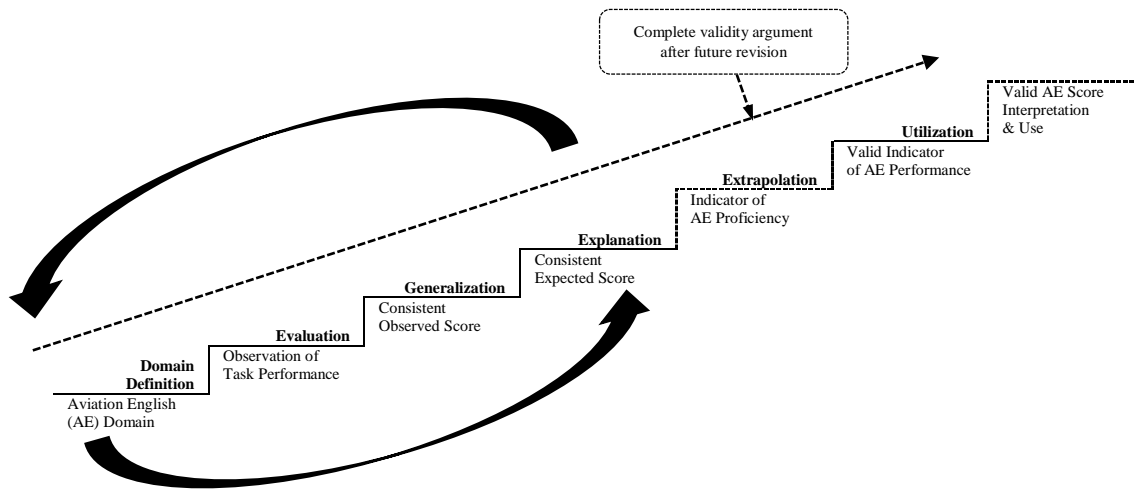 Complete validity argument
after future revision
Domain
Definition
Aviation English
(AE) Domain
Evaluation
Observation of
Task Performance
Generalization
Consistent
Observed Score
Explanation
Consistent
Expected Score
Extrapolation
Indicator of
AE Proficiency
Utilization
Valid Indicator
of AE Performance
Valid AE Score
Interpretation
& Use